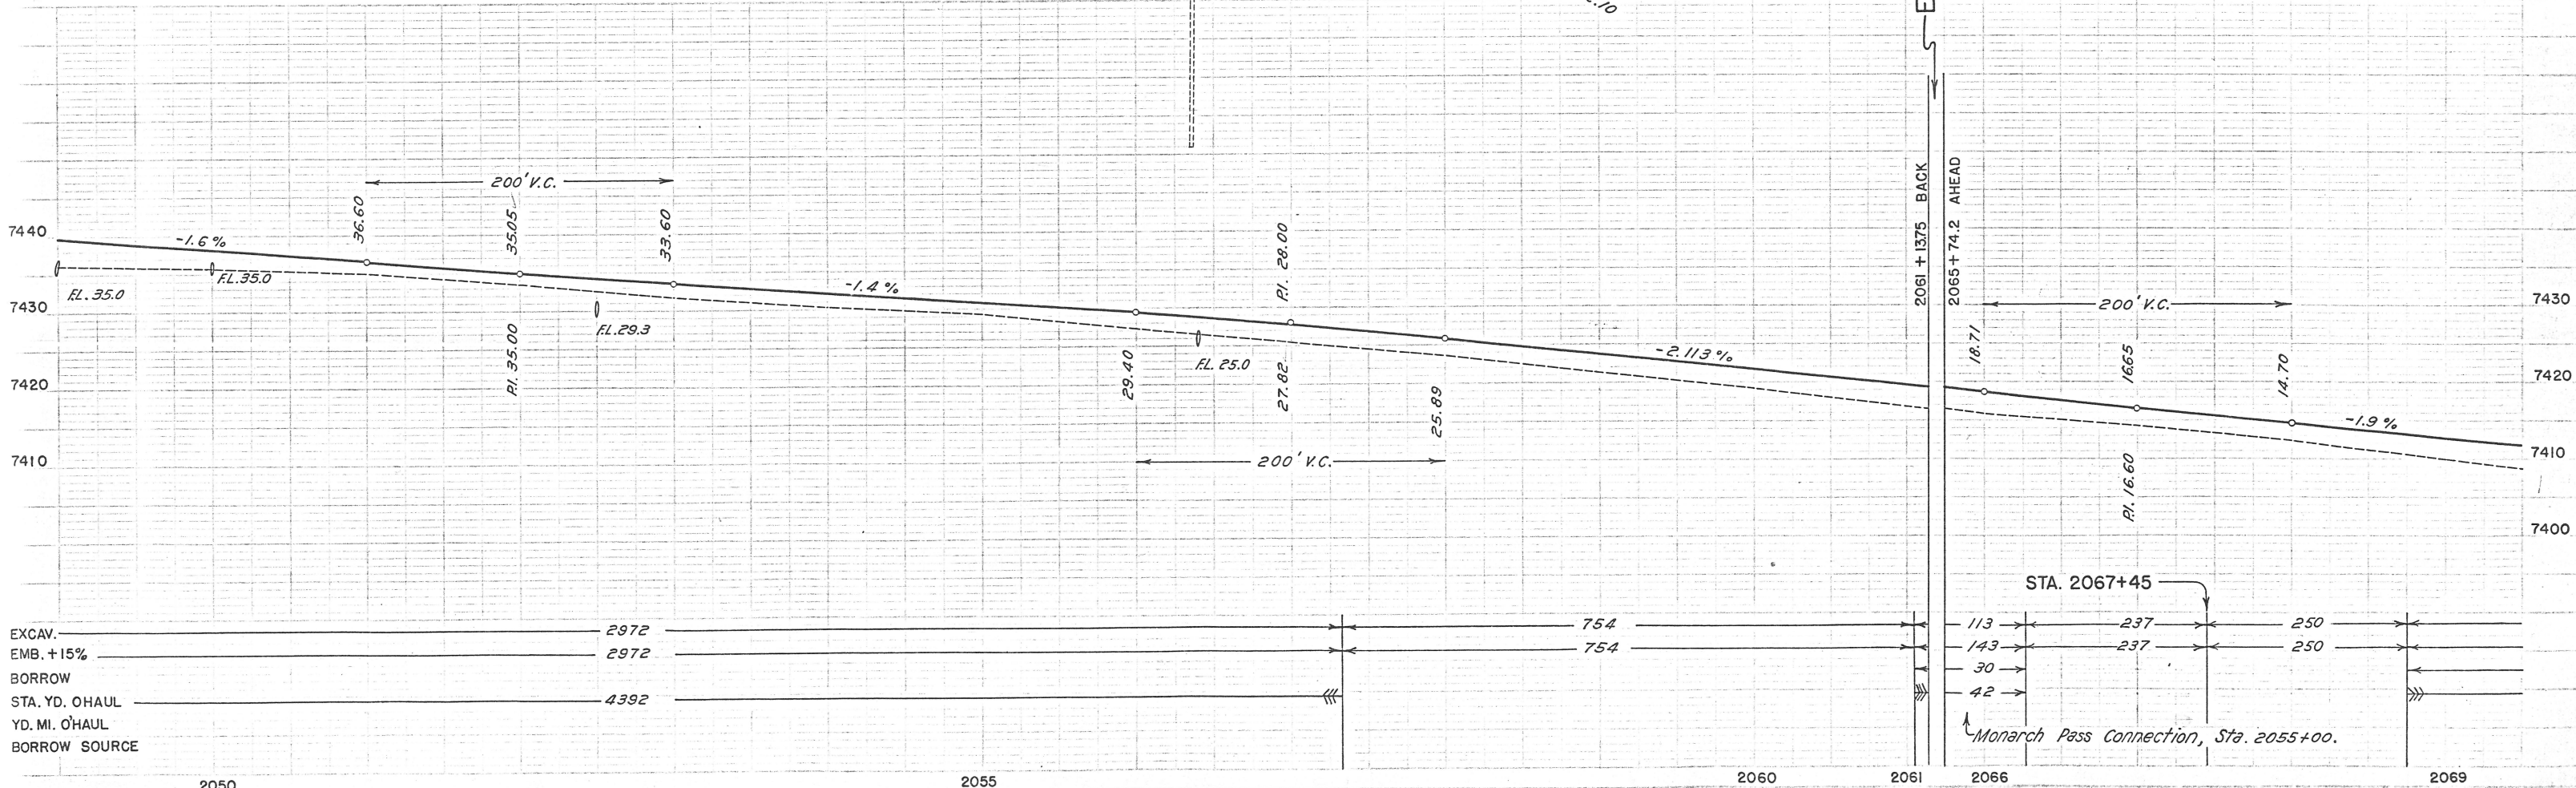 .10
E
2061 + 13.75 BACK
2065+74.2 AHEAD
200' V.C.
36.60
35.05
33.60
7440
-1.6 %
F.L. 35.0
F.L. 35.0
7430
P.I. 35.00
F.L. 29.3
-1.4 %
P.I. 28.00
29.40
F.L. 25.0
27.82
25.89
200' V.C.
-2.113 %
200' V.C.
7430
18.71
16.65
14.70
P.I. 16.60
-1.9 %
7420
7420
7410
7410
7400
STA. 2067+45
EXCAV. 2972 754 113 237 250
EMB. +15% 2972 754 143 237 250
BORROW 30
STA. YD. OHAUL 4392 42
YD. MI. O'HAUL
BORROW SOURCE
Monarch Pass Connection, Sta. 2055+00.
2050 2055 2060 2061 2066 2069